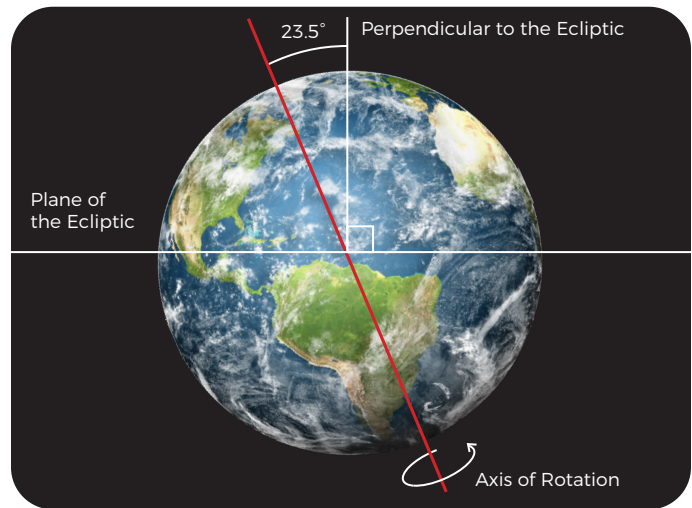 23.5°
Perpendicular to the Ecliptic
Plane of
the Ecliptic
Axis of Rotation